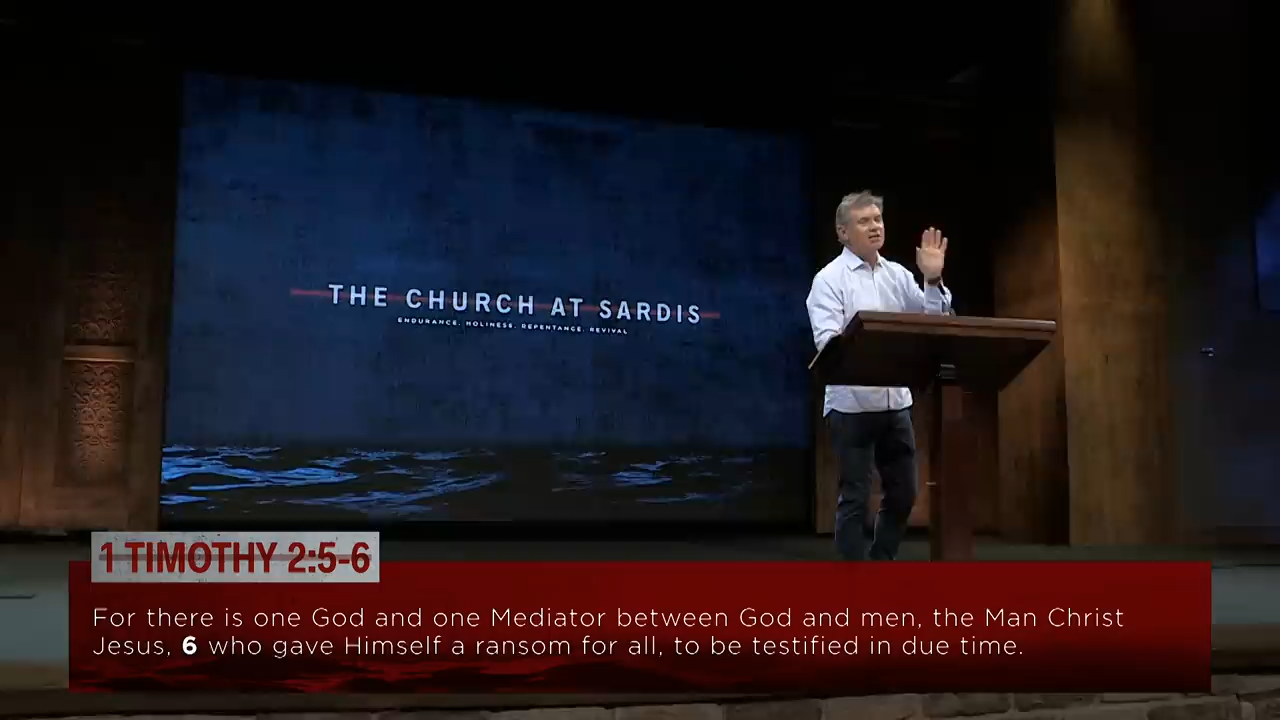 THE CHURCH AT SARDIS
ENDURANCE. HOLINESS. REPENTANCE. REVIVAL
1 TIMOTHY 2:5-6
For there is one God and one Mediator between God and men, the Man Christ
Jesus, 6 who gave Himself a ransom for all, to be testified in due time.